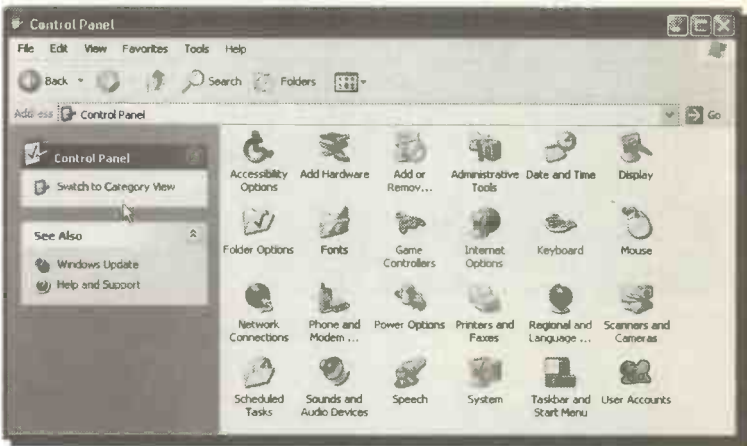 Control Panel
File Edit View Favorites Tools Help
Back Search Folders
Address Control Panel Go
Control Panel
Switch to Category View
See Also
Windows Update
Help and Support
Accessibility Options
Add Hardware
Add or Remov...
Administrative Tools
Date and Time
Display
Folder Options
Fonts
Game Controllers
Internet Options
Keyboard
Mouse
Network Connections
Phone and Modem ...
Power Options
Printers and Faxes
Regional and Language ...
Scanners and Cameras
Scheduled Tasks
Sounds and Audio Devices
Speech
System
Taskbar and Start Menu
User Accounts